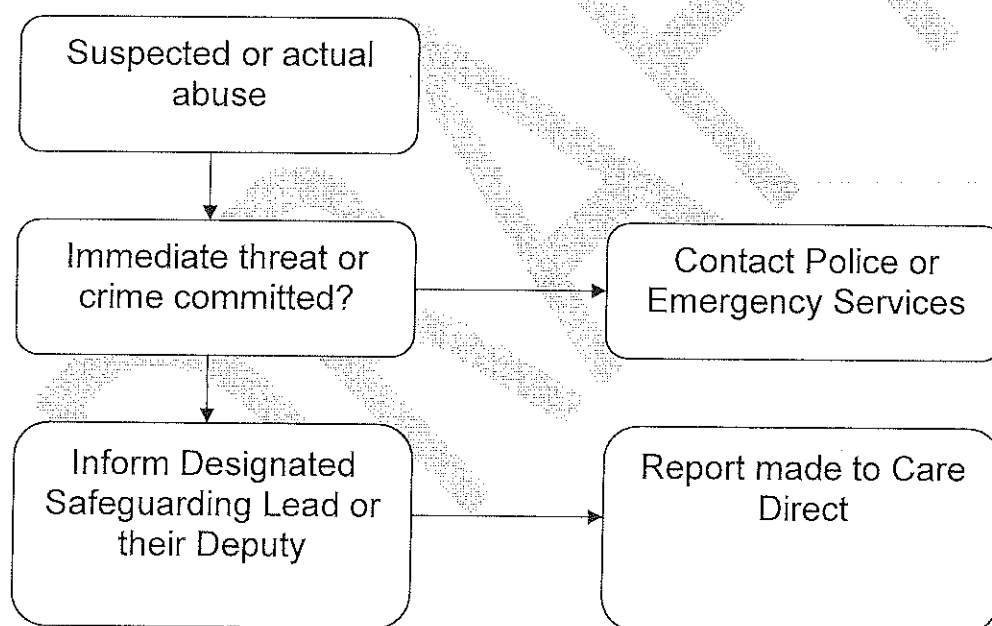 Suspected or actual
abuse
Immediate threat or
crime committed?
Contact Police or
Emergency Services
Inform Designated
Safeguarding Lead or
their Deputy
Report made to Care
Direct